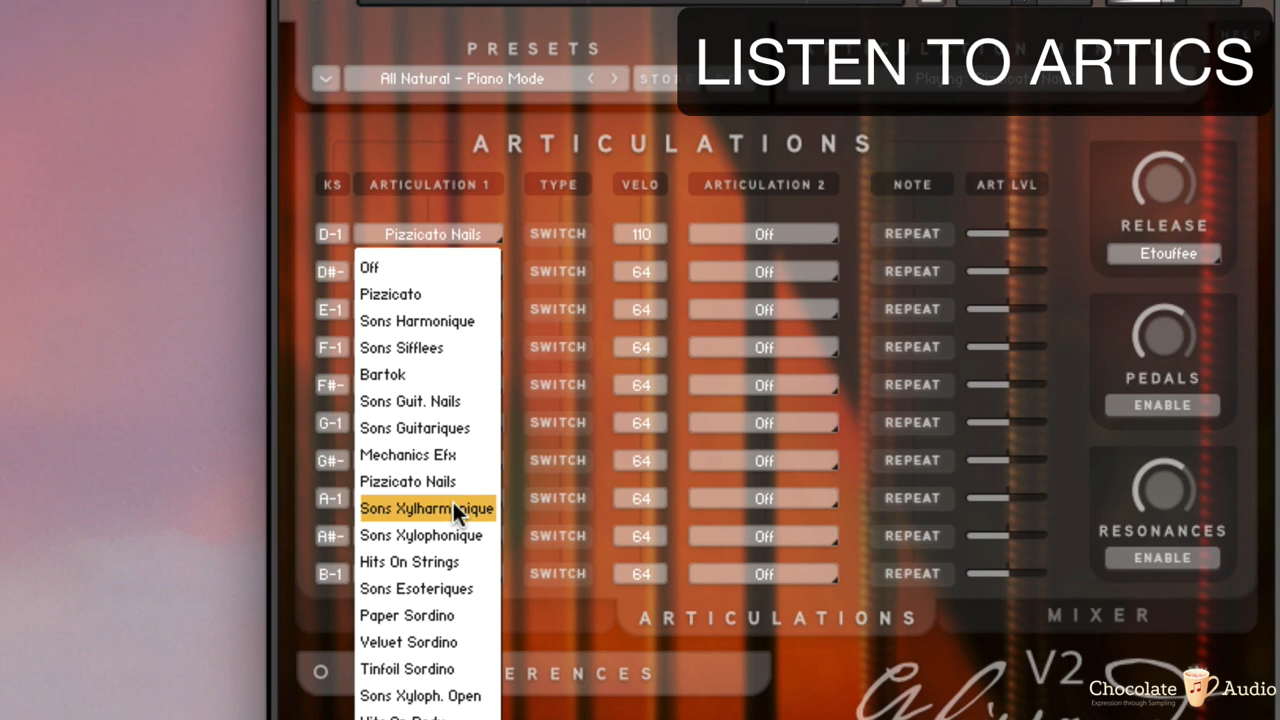 LISTEN TO ARTICS
PRESETS
All Natural - Piano Mode
ARTICULATIONS
KS ARTICULATION 1 TYPE VELO ARTICULATION 2 NOTE ART LVL
D-1 Pizzicato Nails SWITCH 110 Off REPEAT
D#- SWITCH 64 Off REPEAT
E-1 SWITCH 64 Off REPEAT
F-1 SWITCH 64 Off REPEAT
F#- SWITCH 64 Off REPEAT
G-1 SWITCH 64 Off REPEAT
G#- SWITCH 64 Off REPEAT
A-1 SWITCH 64 Off REPEAT
A#- SWITCH 64 Off REPEAT
B-1 SWITCH 64 Off REPEAT
Off
Pizzicato
Sons Harmonique
Sons Sifflees
Bartok
Sons Guit. Nails
Sons Guitariques
Mechanics Efx
Pizzicato Nails
Sons Xylharmonique
Sons Xylophonique
Hits On Strings
Sons Esoteriques
Paper Sordino
Velvet Sordino
Tinfoil Sordino
Sons Xyloph. Open
RELEASE
Etouffee
PEDALS
ENABLE
RESONANCES
ENABLE
ARTICULATIONS
MIXER
ERENCES
V2
Chocolate Audio
Expression through Sampling